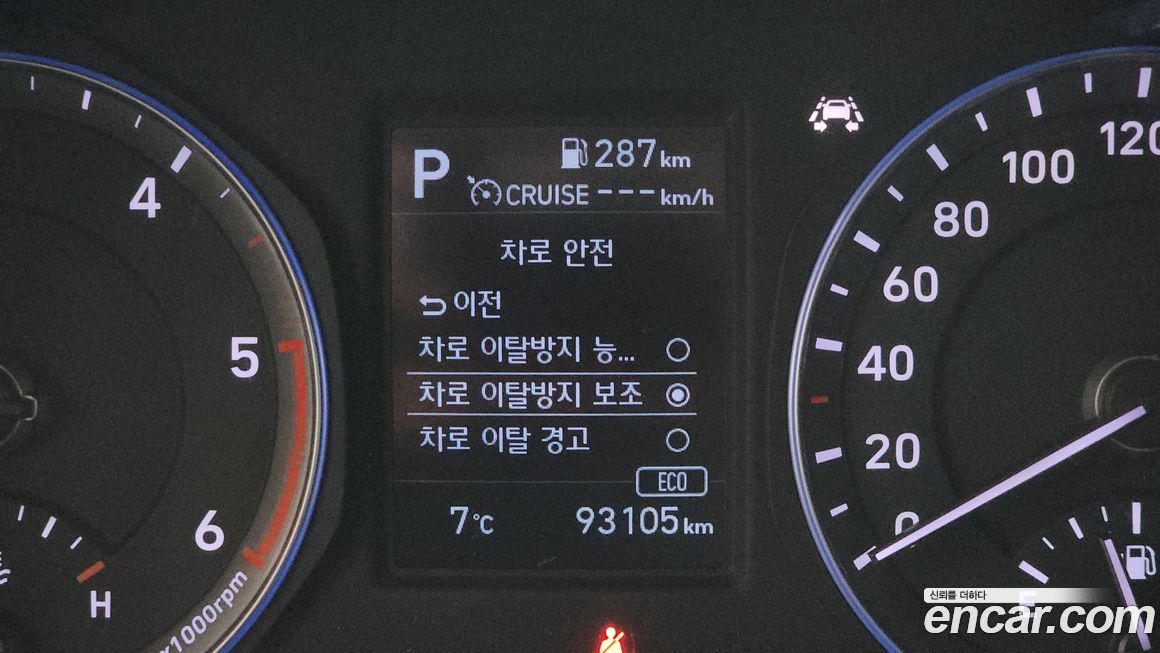 P
287km
CRUISE ---km/h
차로 안전
이전
차로 이탈방지 능...
차로 이탈방지 보조
차로 이탈 경고
ECO
7℃
93105km
4
5
6
x1000rpm
H
120
100
80
60
40
20
0
E
신뢰를 더하다
encar.com